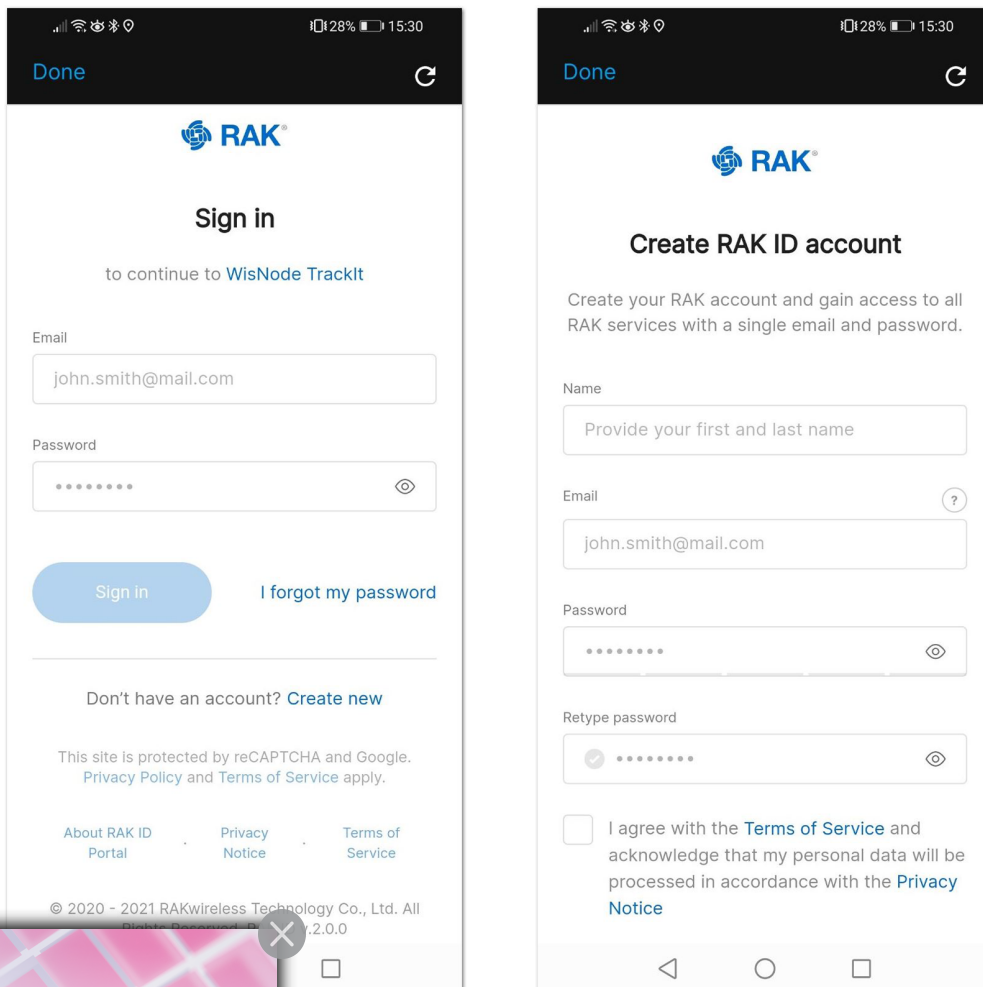 28% 15:30
Done
RAK®
Sign in
to continue to WisNode TrackIt
Email
john.smith@mail.com
Password
Sign in
I forgot my password
Don't have an account? Create new
This site is protected by reCAPTCHA and Google.
Privacy Policy and Terms of Service apply.
About RAK ID
Portal
·
Privacy
Notice
·
Terms of
Service
© 2020 - 2021 RAKwireless Technology Co., Ltd. All
Rights Reserved. v.2.0.0
28% 15:30
Done
RAK®
Create RAK ID account
Create your RAK account and gain access to all
RAK services with a single email and password.
Name
Provide your first and last name
Email
?
john.smith@mail.com
Password
Retype password
I agree with the Terms of Service and
acknowledge that my personal data will be
processed in accordance with the Privacy
Notice